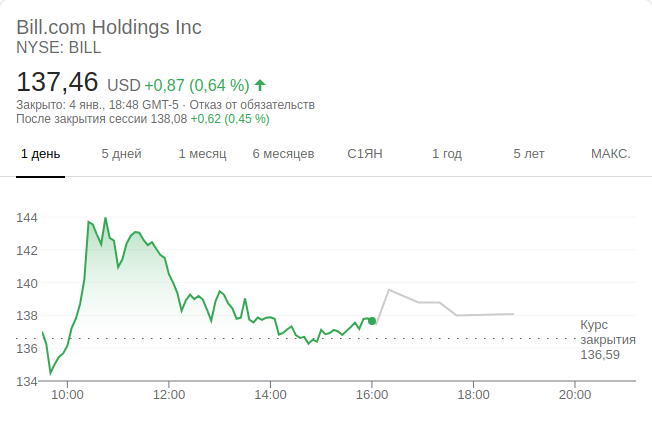 Bill.com Holdings Inc
NYSE: BILL
137,46 USD +0,87 (0,64 %)
Закрыто: 4 янв., 18:48 GMT-5 · Отказ от обязательств
После закрытия сессии 138,08 +0,62 (0,45 %)
1 день 5 дней 1 месяц 6 месяцев С1ЯН 1 год 5 лет МАКС.
144
142
140
138
136
134
Курс
закрытия
136,59
10:00 12:00 14:00 16:00 18:00 20:00